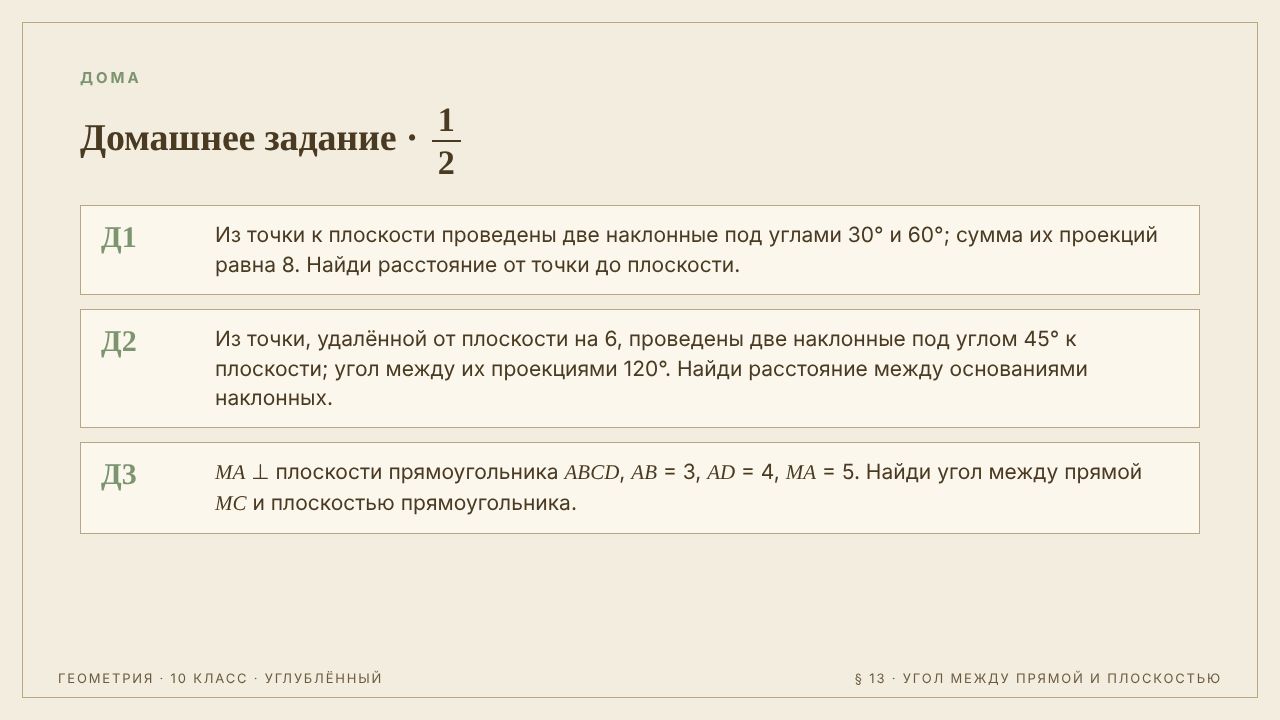 ДОМА
Домашнее задание · 1/2
Д1
Из точки к плоскости проведены две наклонные под углами 30° и 60°; сумма их проекций
равна 8. Найди расстояние от точки до плоскости.
Д2
Из точки, удалённой от плоскости на 6, проведены две наклонные под углом 45° к
плоскости; угол между их проекциями 120°. Найди расстояние между основаниями
наклонных.
Д3
MA ⊥ плоскости прямоугольника ABCD, AB = 3, AD = 4, MA = 5. Найди угол между прямой
MC и плоскостью прямоугольника.
ГЕОМЕТРИЯ · 10 КЛАСС · УГЛУБЛЁННЫЙ
§ 13 · УГОЛ МЕЖДУ ПРЯМОЙ И ПЛОСКОСТЬЮ